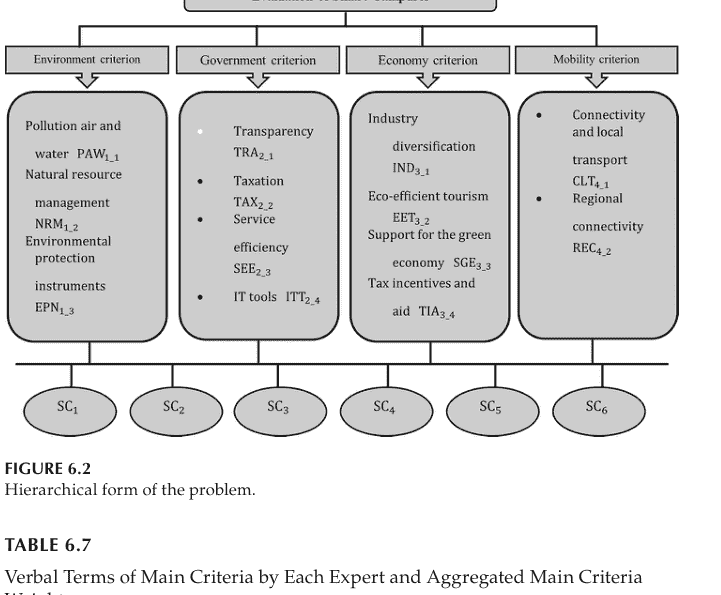 Environment criterion
Government criterion
Economy criterion
Mobility criterion
Pollution air and
water PAW1_1
Natural resource
management
NRM1_2
Environmental
protection
instruments
EPN1_3
Transparency
TRA2_1
• Taxation
TAX2_2
• Service
efficiency
SEE2_3
• IT tools ITT2_4
Industry
diversification
IND3_1
Eco-efficient tourism
EET3_2
Support for the green
economy SGE3_3
Tax incentives and
aid TIA3_4
• Connectivity
and local
transport
CLT4_1
• Regional
connectivity
REC4_2
SC1
SC2
SC3
SC4
SC5
SC6
FIGURE 6.2
Hierarchical form of the problem.
TABLE 6.7
Verbal Terms of Main Criteria by Each Expert and Aggregated Main Criteria